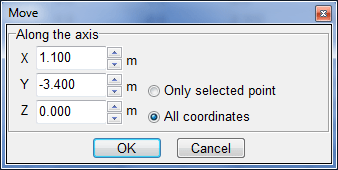 Move
Along the axis
X 1.100 m
Y -3.400 m
Only selected point
Z 0.000 m
All coordinates
OK Cancel